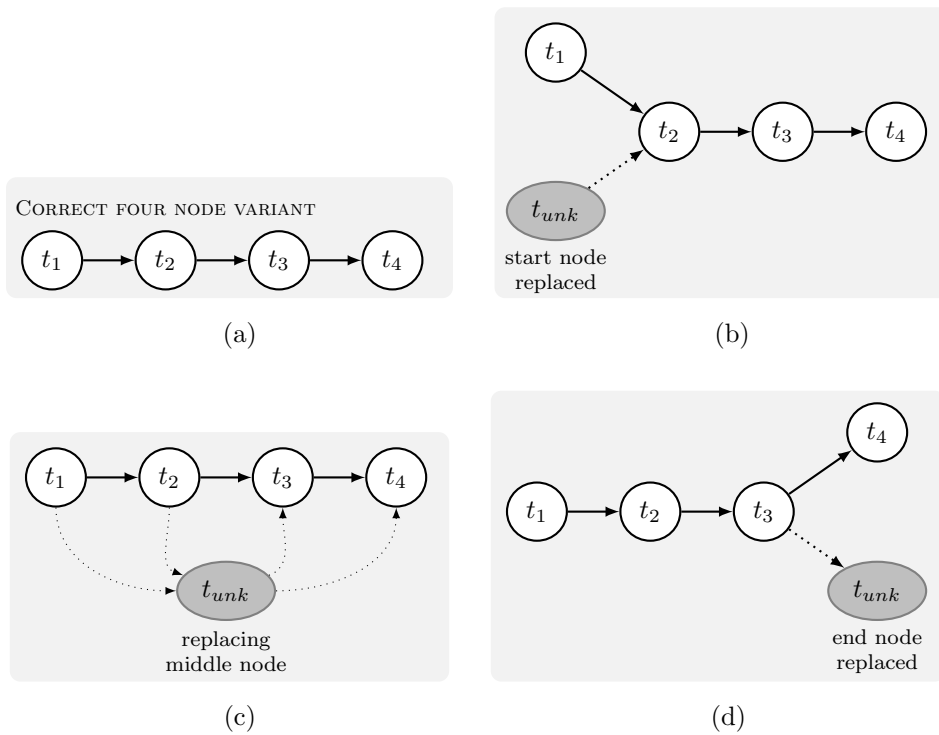 CORRECT FOUR NODE VARIANT
t1 t2 t3 t4
(a)
t1
t2 t3 t4
tunk
start node
replaced
(b)
t1 t2 t3 t4
tunk
replacing
middle node
(c)
t4
t1 t2 t3
tunk
end node
replaced
(d)